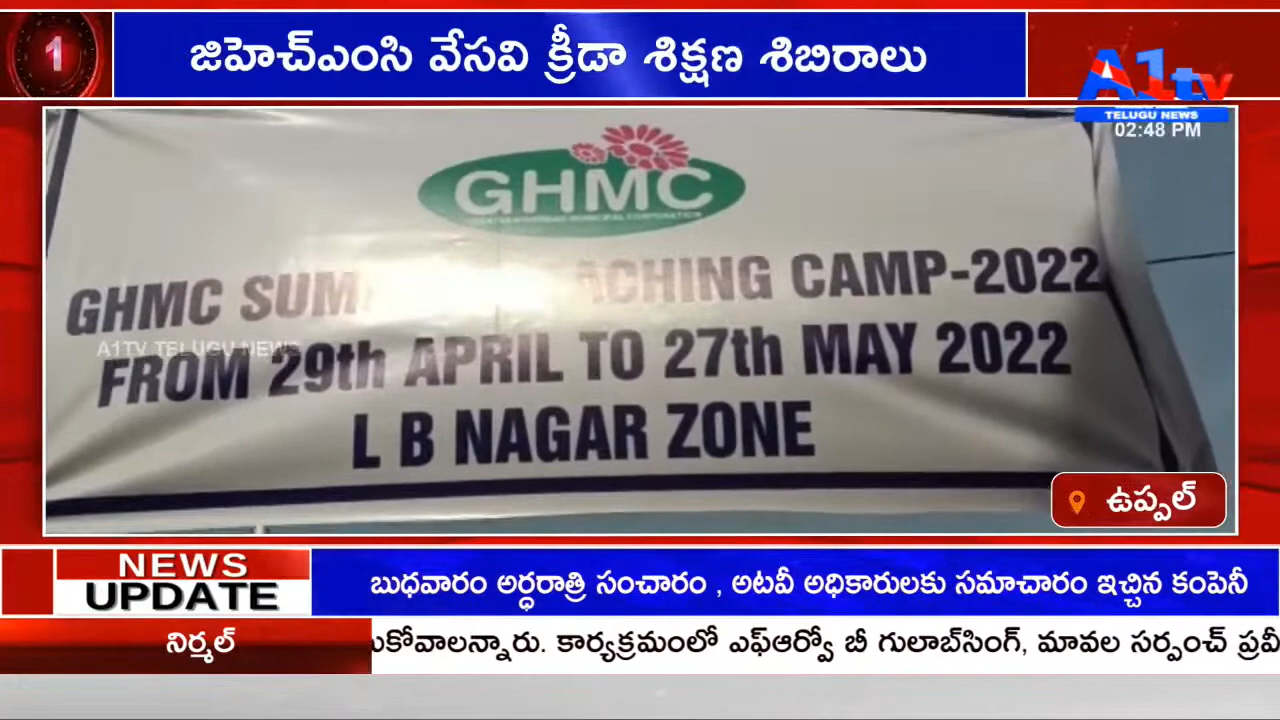 1
జిహెచ్ఎంసి వేసవి క్రీడా శిక్షణ శిబిరాలు
A1tv
TELUGU NEWS
02:48 PM
GHMC
GHMC SUM ACHING CAMP-2022
A1TV TELUGU NEWS
FROM 29th APRIL TO 27th MAY 2022
L B NAGAR ZONE
ఉప్పల్
NEWS
UPDATE
బుధవారం అర్ధరాత్రి సంచారం , అటవీ అధికారులకు సమాచారం ఇచ్చిన కంపెనీ
నిర్మల్
కోవాలన్నారు. కార్యక్రమంలో ఎఫ్ఆర్వో బీ గులాబ్‌సింగ్, మావల సర్పంచ్ ప్రవీ